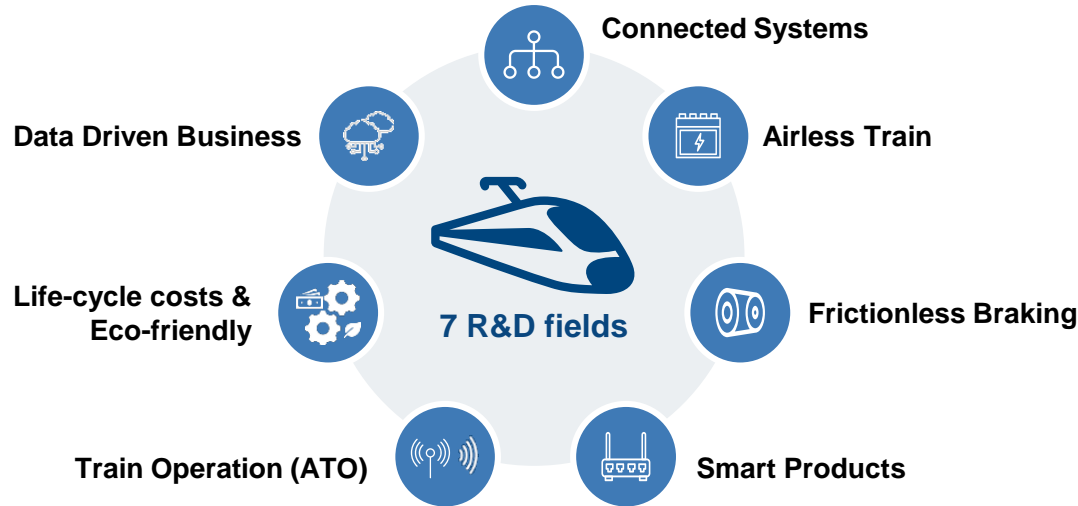 Connected Systems
Data Driven Business
Airless Train
Life-cycle costs &
Eco-friendly
7 R&D fields
Frictionless Braking
Train Operation (ATO)
Smart Products